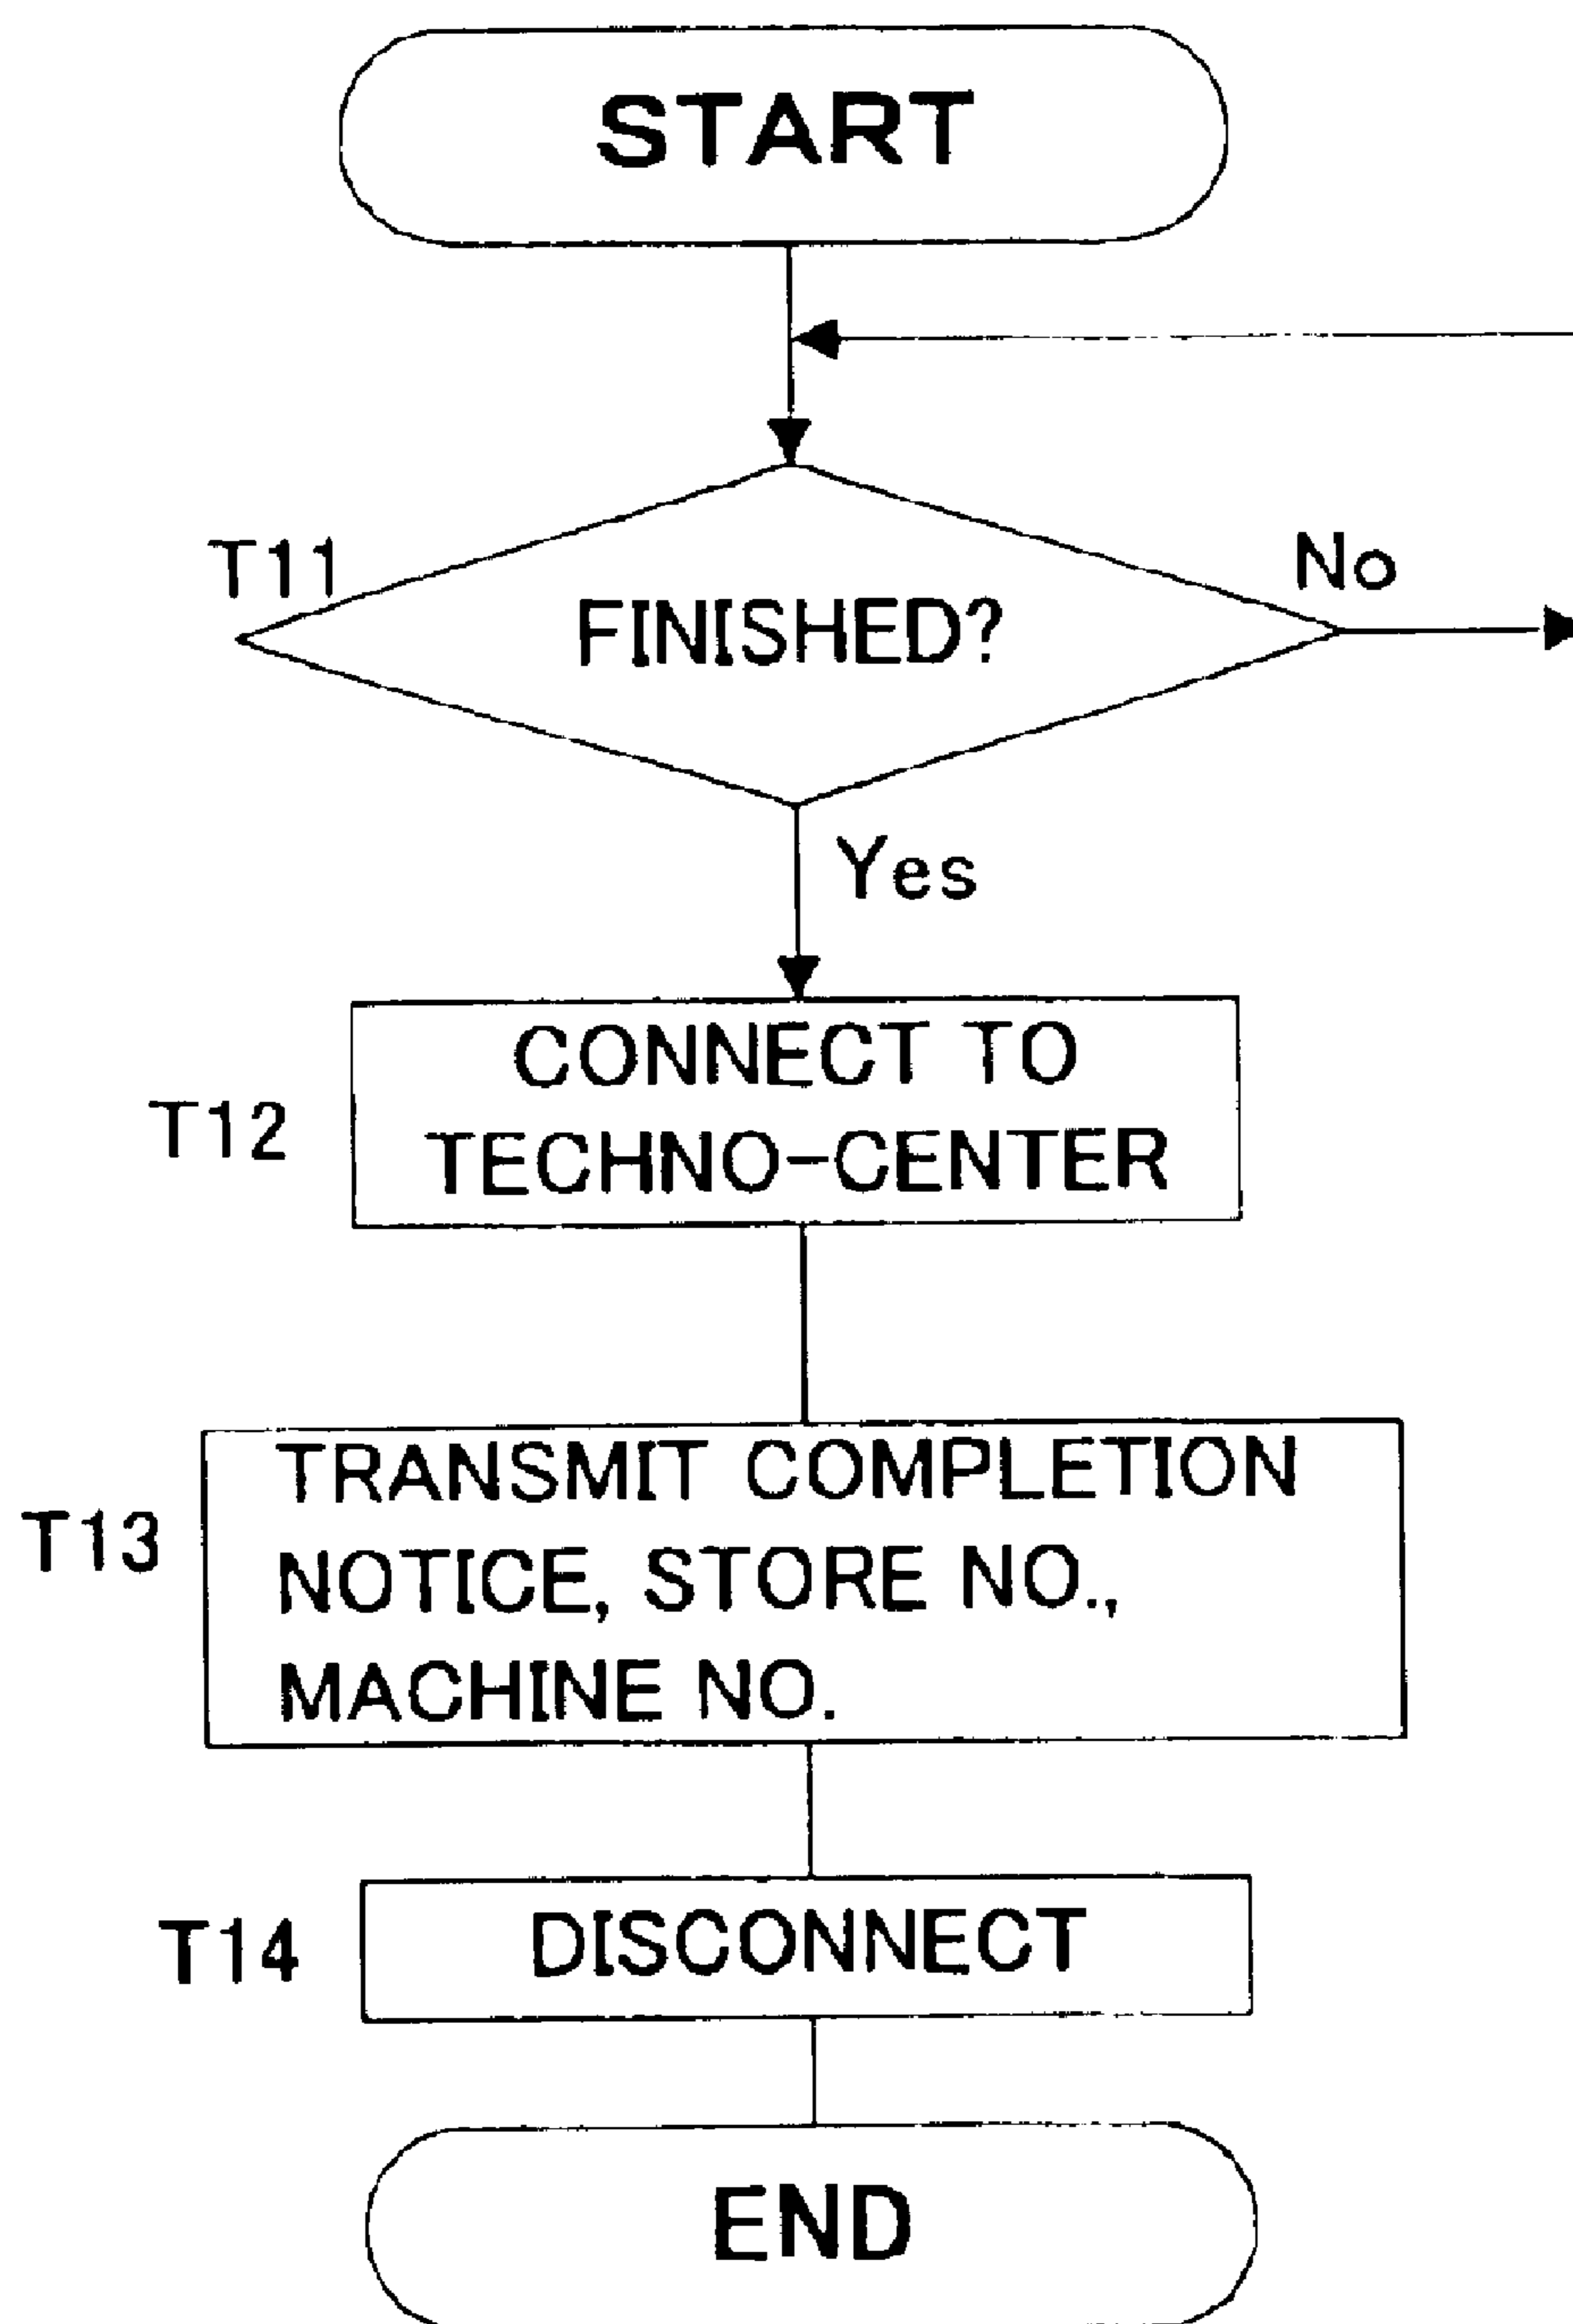 START
T11
FINISHED?
No
Yes
T12
CONNECT TO
TECHNO-CENTER
T13
TRANSMIT COMPLETION
NOTICE, STORE NO.,
MACHINE NO.
T14
DISCONNECT
END